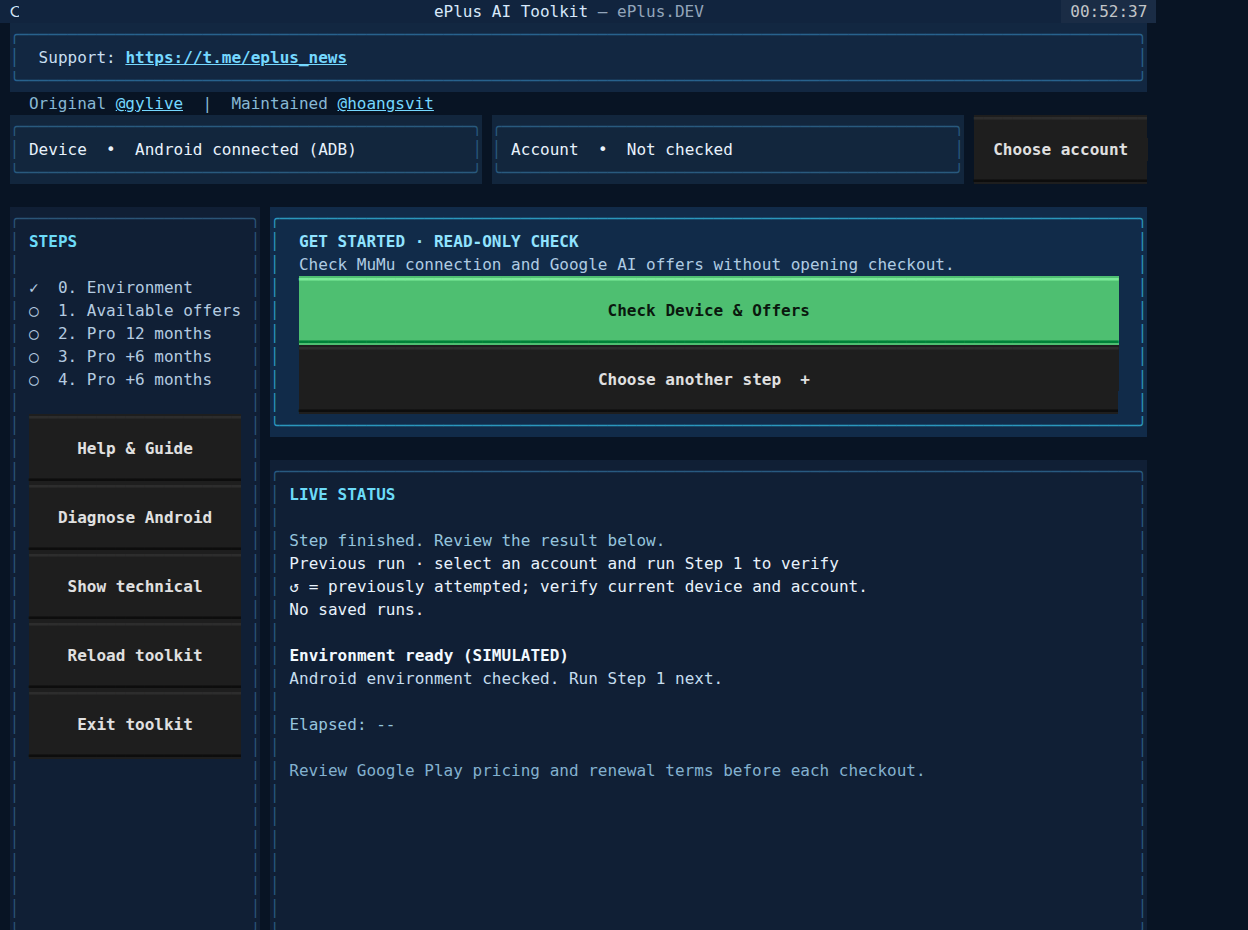 C ePlus AI Toolkit — ePlus.DEV 00:52:37
Support: https://t.me/eplus_news
Original @gylive | Maintained @hoangsvit
Device • Android connected (ADB)
Account • Not checked
Choose account
STEPS
✓ 0. Environment
○ 1. Available offers
○ 2. Pro 12 months
○ 3. Pro +6 months
○ 4. Pro +6 months
Help & Guide
Diagnose Android
Show technical
Reload toolkit
Exit toolkit
GET STARTED · READ-ONLY CHECK
Check MuMu connection and Google AI offers without opening checkout.
Check Device & Offers
Choose another step +
LIVE STATUS
Step finished. Review the result below.
Previous run · select an account and run Step 1 to verify
↺ = previously attempted; verify current device and account.
No saved runs.
Environment ready (SIMULATED)
Android environment checked. Run Step 1 next.
Elapsed: --
Review Google Play pricing and renewal terms before each checkout.